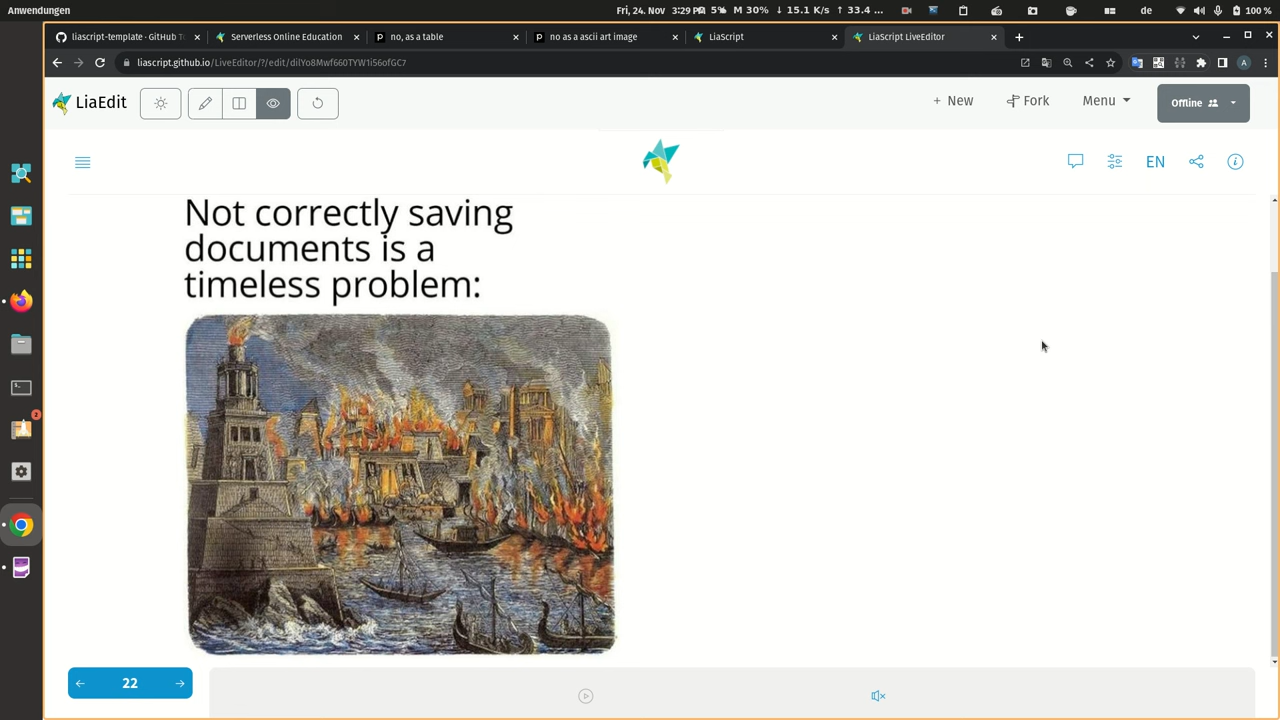 Anwendungen
Fri, 24. Nov 3:29 PM 5% M 30% ↓ 15.1 K/s ↑ 33.4 ... de 100 %
liascript-template · GitHub
Serverless Online Education
no, as a table
no as a ascii art image
LiaScript
LiaScript LiveEditor
liascript.github.io/LiveEditor/?/edit/dilYo8Mwf660TYW1i56ofGC7
A
LiaEdit
+ New
Fork
Menu
Offline
EN
Not correctly saving
documents is a
timeless problem:
2
← 22 →